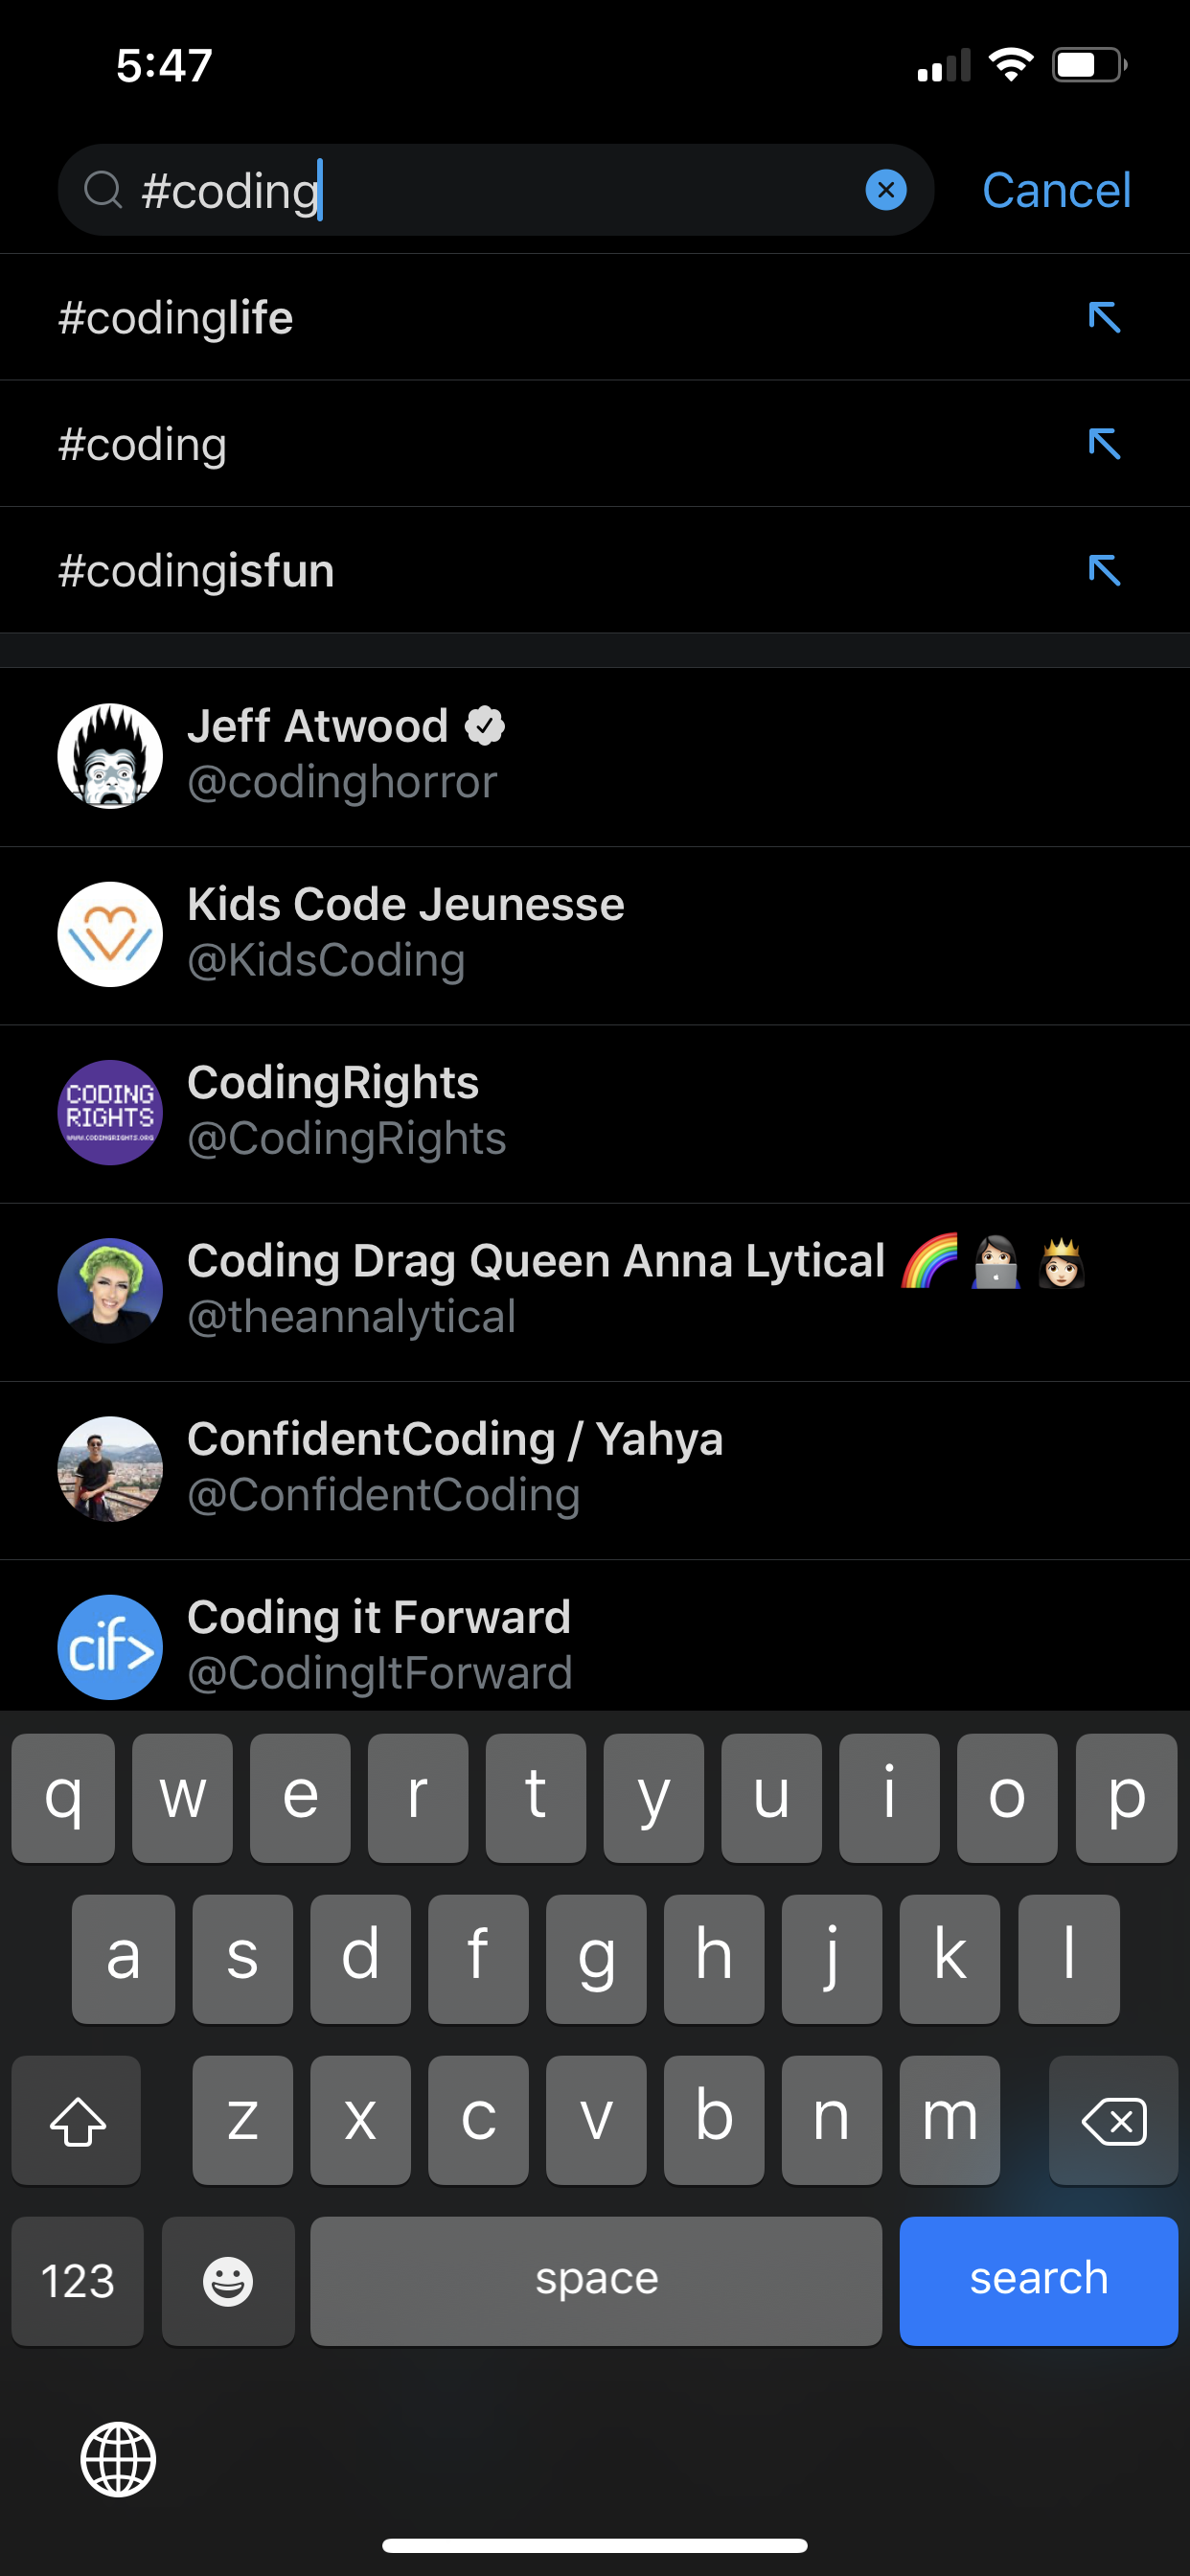 5:47
#coding
Cancel
#codinglife
#coding
#codingisfun
Jeff Atwood
@codinghorror
Kids Code Jeunesse
@KidsCoding
CODING
RIGHTS
WWW.CODINGRIGHTS.ORG
CodingRights
@CodingRights
Coding Drag Queen Anna Lytical 🌈👩🏻‍💻👸🏻
@theannalytical
ConfidentCoding / Yahya
@ConfidentCoding
cif>
Coding it Forward
@CodingItForward
q w e r t y u i o p
a s d f g h j k l
z x c v b n m
123 space search